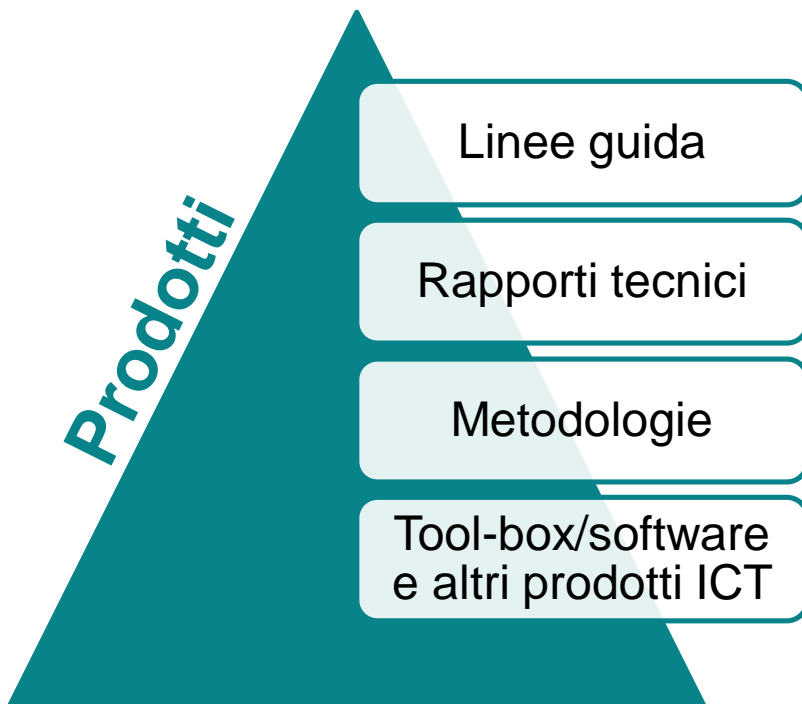 Prodotti
Linee guida
Rapporti tecnici
Metodologie
Tool-box/software
e altri prodotti ICT